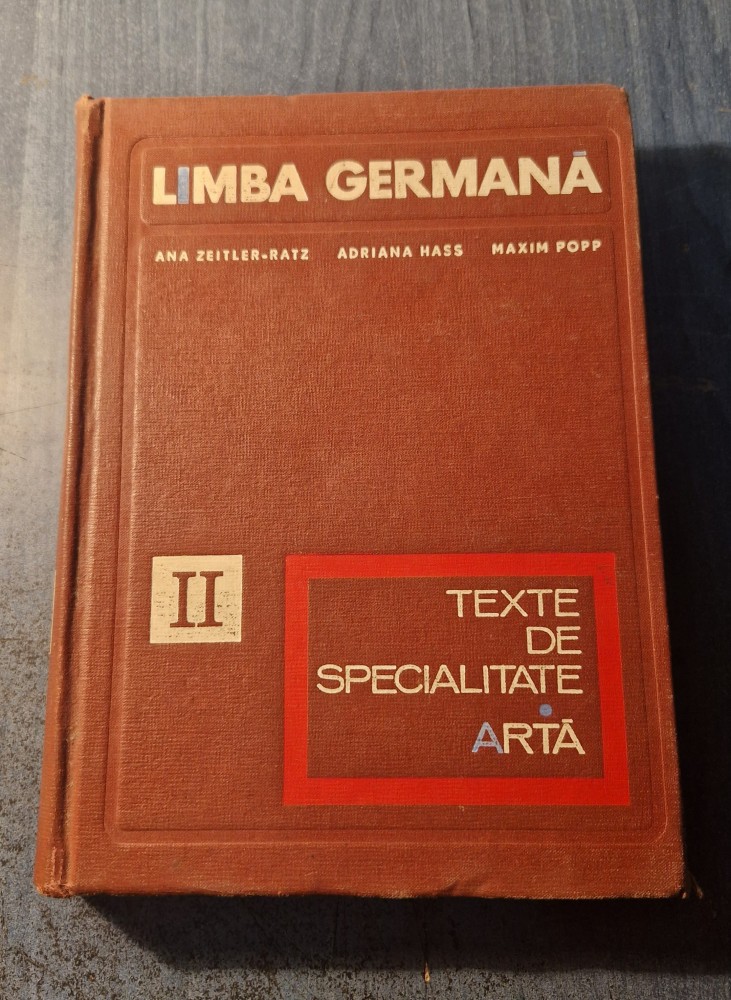 LIMBA GERMANĂ
ANA ZEITLER-RATZ ADRIANA HASS MAXIM POPP
II
TEXTE
DE
SPECIALITATE
ARTĂ